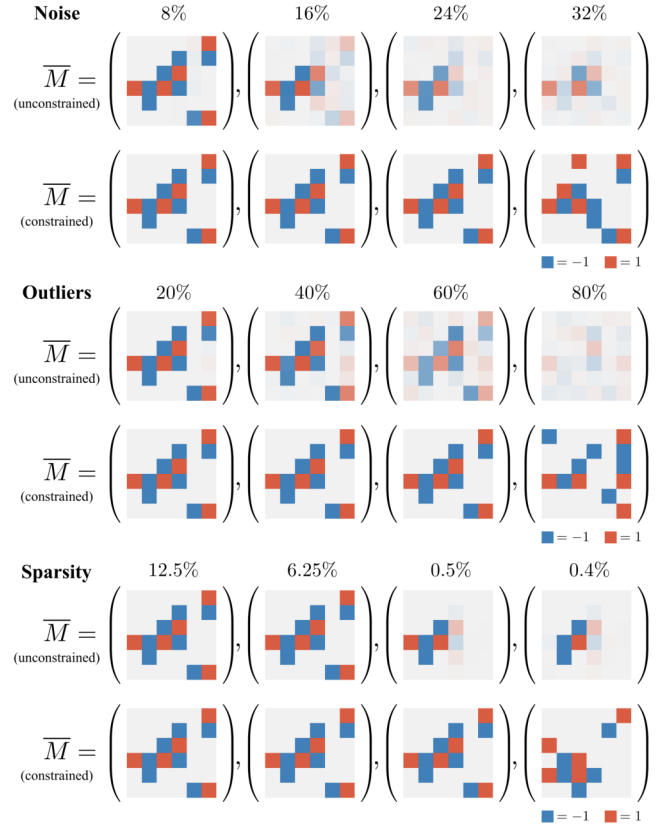 Noise 8% 16% 24% 32%
M̅ = ( ), ( ), ( ), ( )
(unconstrained)
M̅ = ( ), ( ), ( ), ( )
(constrained)
= −1 = 1
Outliers 20% 40% 60% 80%
M̅ = ( ), ( ), ( ), ( )
(unconstrained)
M̅ = ( ), ( ), ( ), ( )
(constrained)
= −1 = 1
Sparsity 12.5% 6.25% 0.5% 0.4%
M̅ = ( ), ( ), ( ), ( )
(unconstrained)
M̅ = ( ), ( ), ( ), ( )
(constrained)
= −1 = 1